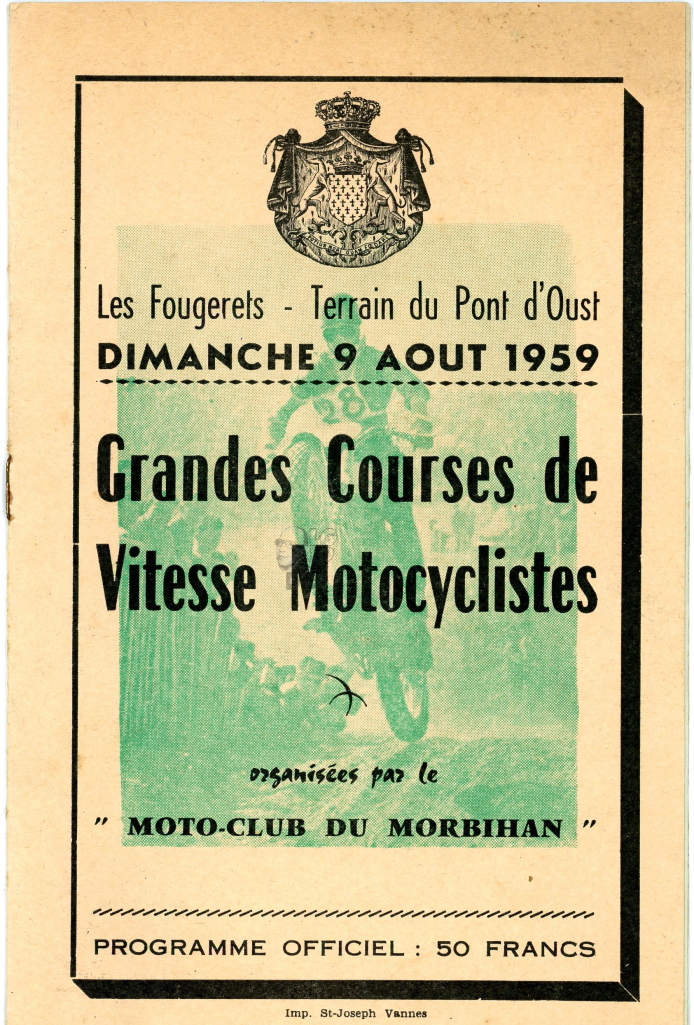 Les Fougerets - Terrain du Pont d'Oust
DIMANCHE 9 AOUT 1959
28
Grandes Courses de
Vitesse Motocyclistes
organisées par le
" MOTO-CLUB DU MORBIHAN "
PROGRAMME OFFICIEL : 50 FRANCS
Imp. St-Joseph Vannes